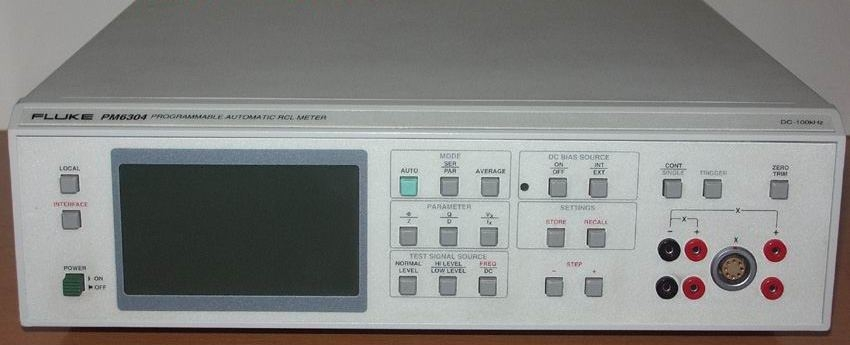 FLUKE PM6304 PROGRAMMABLE AUTOMATIC RCL METER
DC-100kHz
LOCAL
INTERFACE
POWER
ON
OFF
MODE
AUTO
SER
PAR
AVERAGE
PARAMETER
Φ
Z
Q
D
Vx
Ix
TEST SIGNAL SOURCE
NORMAL
LEVEL
HI LEVEL
LOW LEVEL
FREQ
DC
DC BIAS SOURCE
ON
OFF
INT
EXT
SETTINGS
STORE
RECALL
STEP
− +
CONT
SINGLE
TRIGGER
ZERO
TRIM
X
X
− + X +